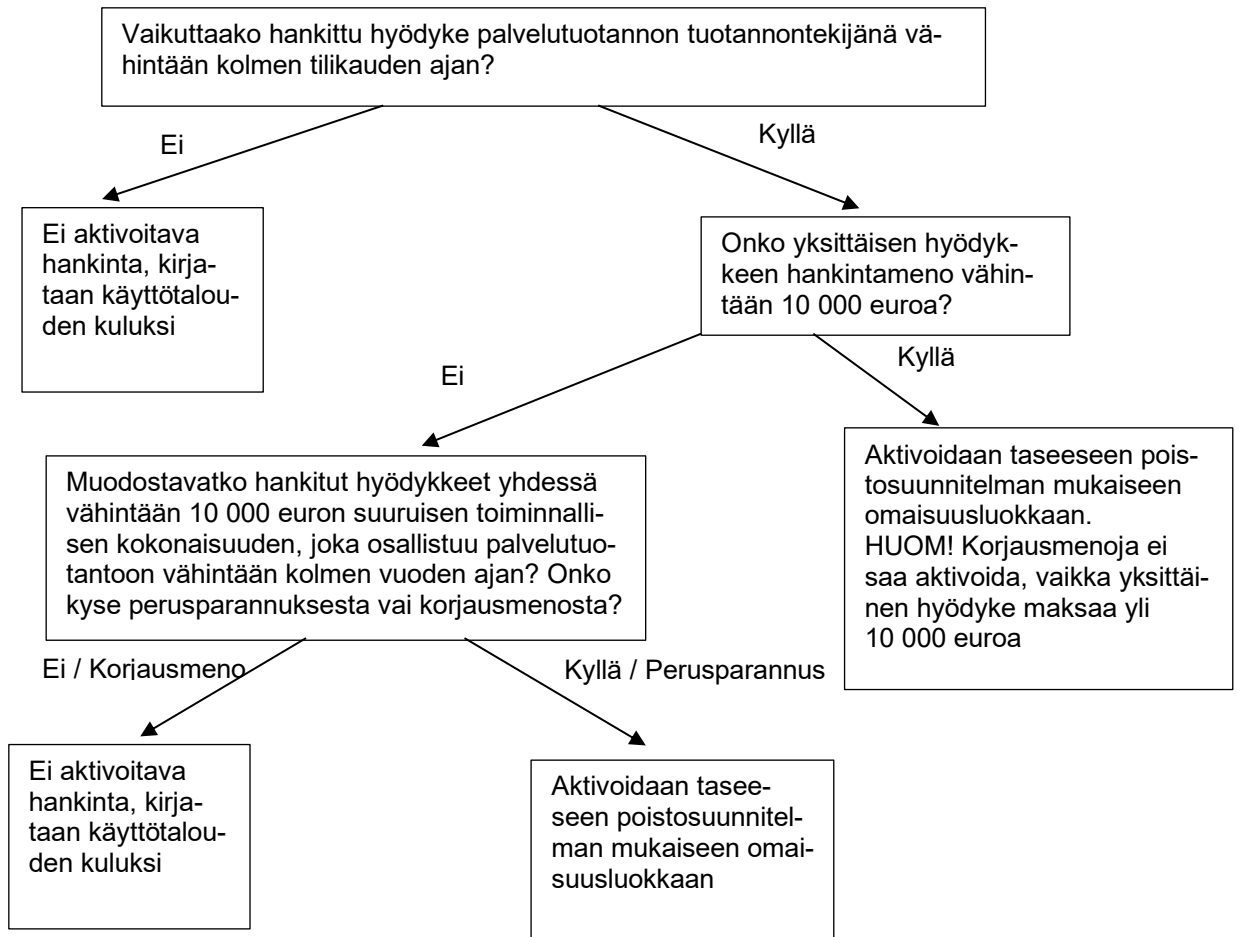 Vaikuttaako hankittu hyödyke palvelutuotannon tuotannontekijänä vä-
hintään kolmen tilikauden ajan?
Ei
Kyllä
Ei aktivoitava
hankinta, kirja-
taan käyttötalou-
den kuluksi
Onko yksittäisen hyödyk-
keen hankintameno vähin-
tään 10 000 euroa?
Ei
Kyllä
Muodostavatko hankitut hyödykkeet yhdessä
vähintään 10 000 euron suuruisen toiminnalli-
sen kokonaisuuden, joka osallistuu palvelutuo-
tantoon vähintään kolmen vuoden ajan? Onko
kyse perusparannuksesta vai korjausmenosta?
Aktivoidaan taseeseen pois-
tosuunnitelman mukaiseen
omaisuusluokkaan.
HUOM! Korjausmenoja ei
saa aktivoida, vaikka yksittäi-
nen hyödyke maksaa yli
10 000 euroa
Ei / Korjausmeno
Kyllä / Perusparannus
Ei aktivoitava
hankinta, kirja-
taan käyttötalou-
den kuluksi
Aktivoidaan tasee-
seen poistosuunnitel-
man mukaiseen omai-
suusluokkaan